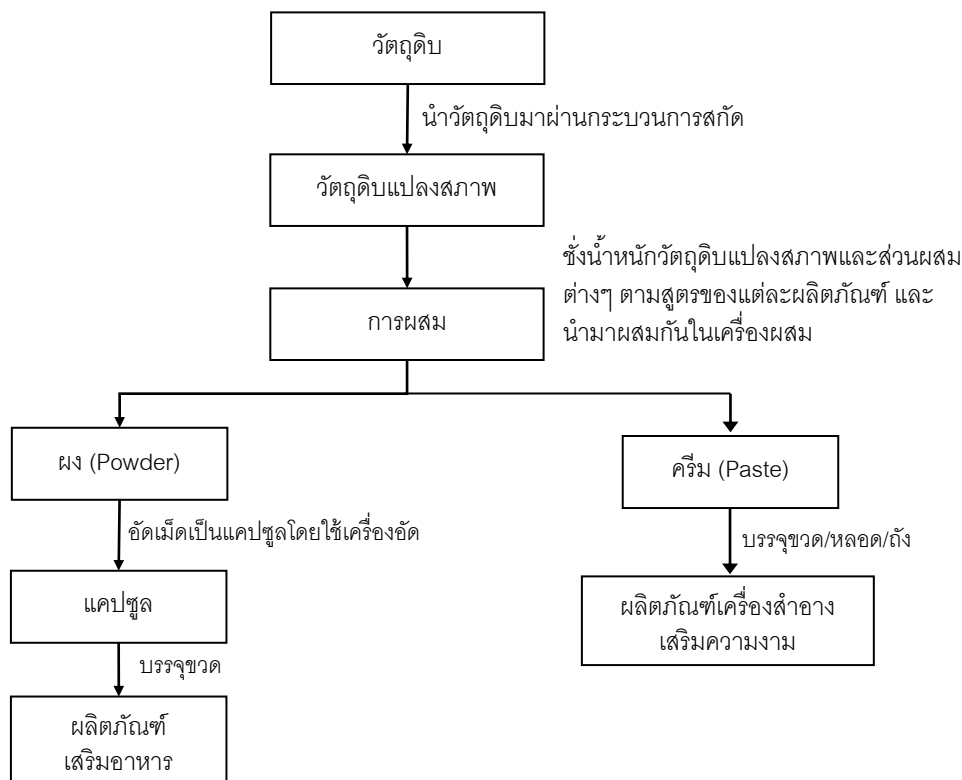 วัตถุดิบ
นำวัตถุดิบมาผ่านกระบวนการสกัด
วัตถุดิบแปลงสภาพ
ชั่งน้ำหนักวัตถุดิบแปลงสภาพและส่วนผสม
ต่างๆ ตามสูตรของแต่ละผลิตภัณฑ์ และ
นำมาผสมกันในเครื่องผสม
การผสม
ผง (Powder)
ครีม (Paste)
อัดเม็ดเป็นแคปซูลโดยใช้เครื่องอัด
บรรจุขวด/หลอด/ถัง
แคปซูล
ผลิตภัณฑ์เครื่องสำอาง
เสริมความงาม
บรรจุขวด
ผลิตภัณฑ์
เสริมอาหาร